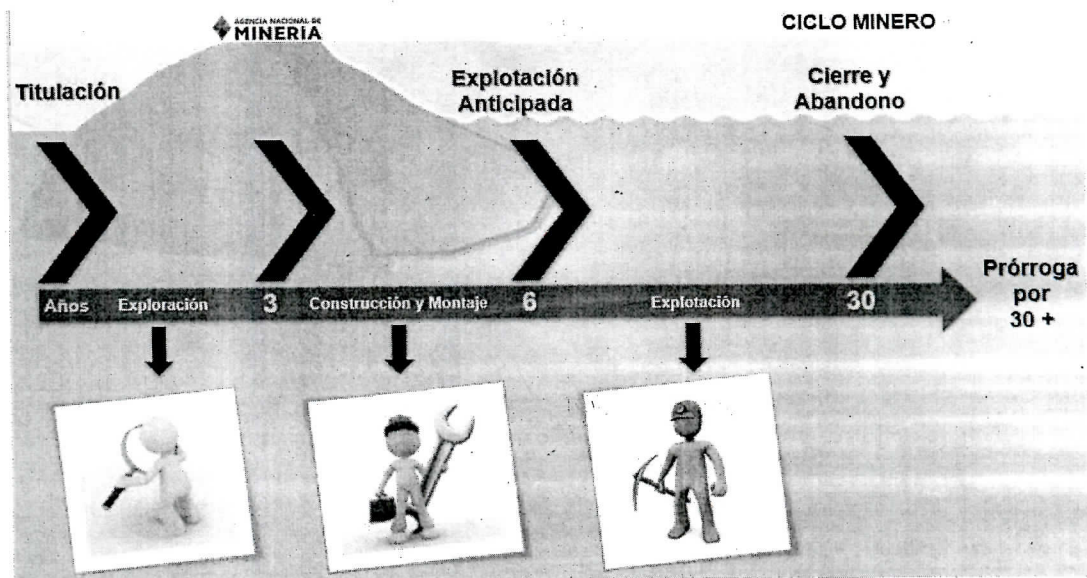 AGENCIA NACIONAL DE
MINERÍA
CICLO MINERO
Titulación
Explotación
Anticipada
Cierre y
Abandono
Años
Exploración
3
Construcción y Montaje
6
Explotación
30
Prórroga
por
30 +